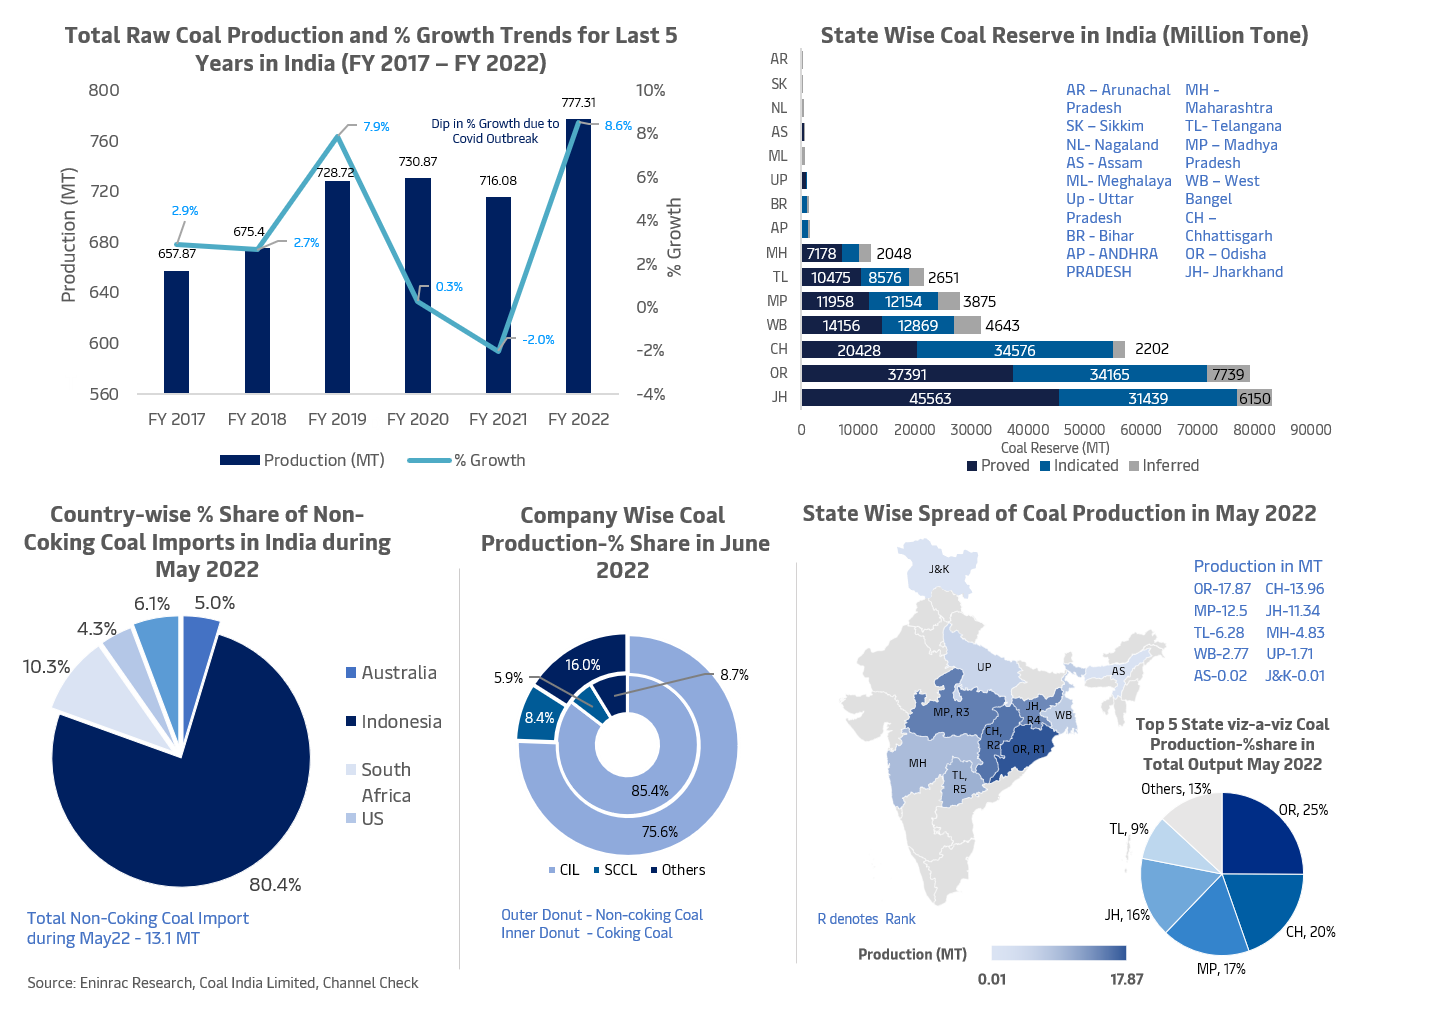 Total Raw Coal Production and % Growth Trends for Last 5
Years in India (FY 2017 – FY 2022)
800
760
720
680
640
600
560
Production (MT)
10%
8%
6%
4%
2%
0%
-2%
-4%
% Growth
2.9%
657.87
675.4
2.7%
7.9%
728.72
Dip in % Growth due to
Covid Outbreak
730.87
0.3%
716.08
-2.0%
777.31
8.6%
FY 2017
FY 2018
FY 2019
FY 2020
FY 2021
FY 2022
Production (MT)
% Growth
State Wise Coal Reserve in India (Million Tone)
AR
SK
NL
AS
ML
UP
BR
AP
MH 7178 2048
TL 10475 8576 2651
MP 11958 12154 3875
WB 14156 12869 4643
CH 20428 34576 2202
OR 37391 34165 7739
JH 45563 31439 6150
0 10000 20000 30000 40000 50000 60000 70000 80000 90000
Coal Reserve (MT)
Proved Indicated Inferred
AR – Arunachal
Pradesh
SK – Sikkim
NL- Nagaland
AS - Assam
ML- Meghalaya
Up - Uttar
Pradesh
BR - Bihar
AP - ANDHRA
PRADESH
MH -
Maharashtra
TL- Telangana
MP – Madhya
Pradesh
WB – West
Bangel
CH –
Chhattisgarh
OR – Odisha
JH- Jharkhand
Country-wise % Share of Non-
Coking Coal Imports in India during
May 2022
6.1%
5.0%
4.3%
10.3%
80.4%
Australia
Indonesia
South
Africa
US
Total Non-Coking Coal Import
during May22 - 13.1 MT
Source: Eninrac Research, Coal India Limited, Channel Check
Company Wise Coal
Production-% Share in June
2022
16.0%
5.9%
8.7%
8.4%
85.4%
75.6%
CIL SCCL Others
Outer Donut - Non-coking Coal
Inner Donut - Coking Coal
State Wise Spread of Coal Production in May 2022
J&K
UP
AS
MP, R3
JH,
R4
WB
CH,
R2
OR, R1
MH
TL,
R5
Production in MT
OR-17.87 CH-13.96
MP-12.5 JH-11.34
TL-6.28 MH-4.83
WB-2.77 UP-1.71
AS-0.02 J&K-0.01
R denotes Rank
Production (MT)
0.01
17.87
Top 5 State viz-a-viz Coal
Production-%share in
Total Output May 2022
Others, 13%
OR, 25%
TL, 9%
JH, 16%
CH, 20%
MP, 17%